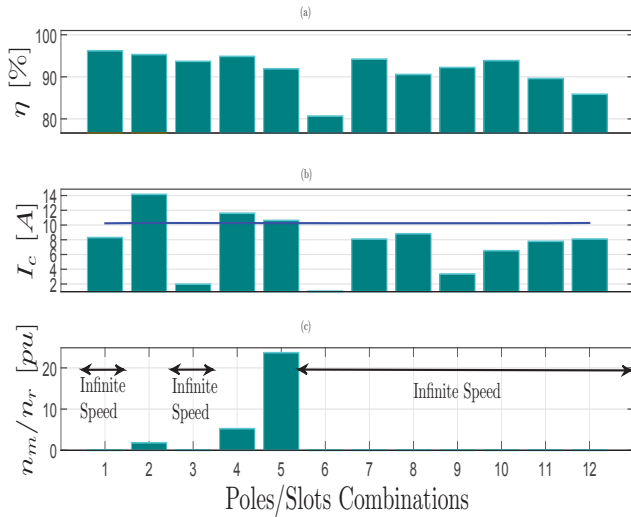 (a)
η [%]
100
90
80
(b)
I_c [A]
14
12
10
8
6
4
2
(c)
n_m/n_r [pu]
20
10
0
Infinite
Speed
Infinite
Speed
Infinite Speed
1 2 3 4 5 6 7 8 9 10 11 12
Poles/Slots Combinations